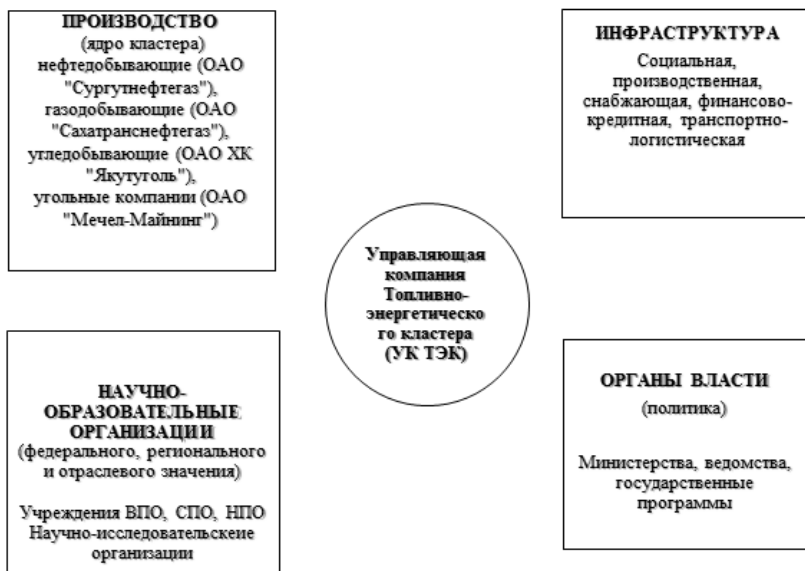 ПРОИЗВОДСТВО
(ядро кластера)
нефтедобывающие (ОАО
"Сургутнефтегаз"),
газодобывающие (ОАО
"Сахатранснефтегаз"),
угледобывающие (ОАО ХК
"Якутуголь"),
угольные компании (ОАО
"Мечел-Майнинг")
ИНФРАСТРУКТУРА
Социальная,
производственная,
снабжающая, финансово-
кредитная, транспортно-
логистическая
Управляющая
компания
Топливно-
энергетическо
го кластера
(УК ТЭК)
НАУЧНО-
ОБРАЗОВАТЕЛЬНЫЕ
ОРГАНИЗАЦИИ
(федерального, регионального
и отраслевого значения)
Учреждения ВПО, СПО, НПО
Научно-исследовательскеие
организации
ОРГАНЫ ВЛАСТИ
(политика)
Министерства, ведомства,
государственные
программы